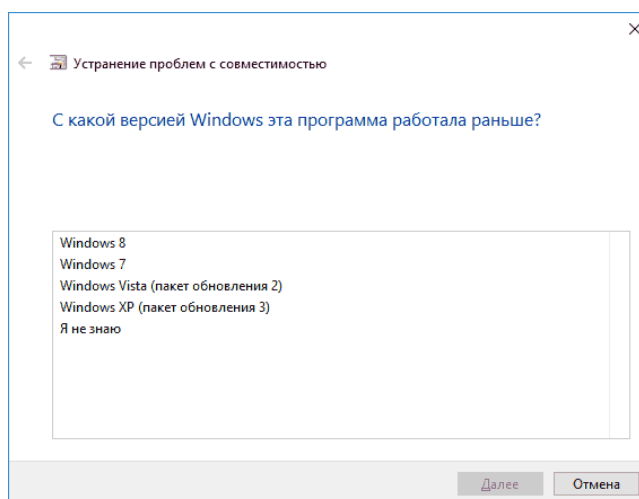 Устранение проблем с совместимостью
С какой версией Windows эта программа работала раньше?
Windows 8
Windows 7
Windows Vista (пакет обновления 2)
Windows XP (пакет обновления 3)
Я не знаю
Далее
Отмена